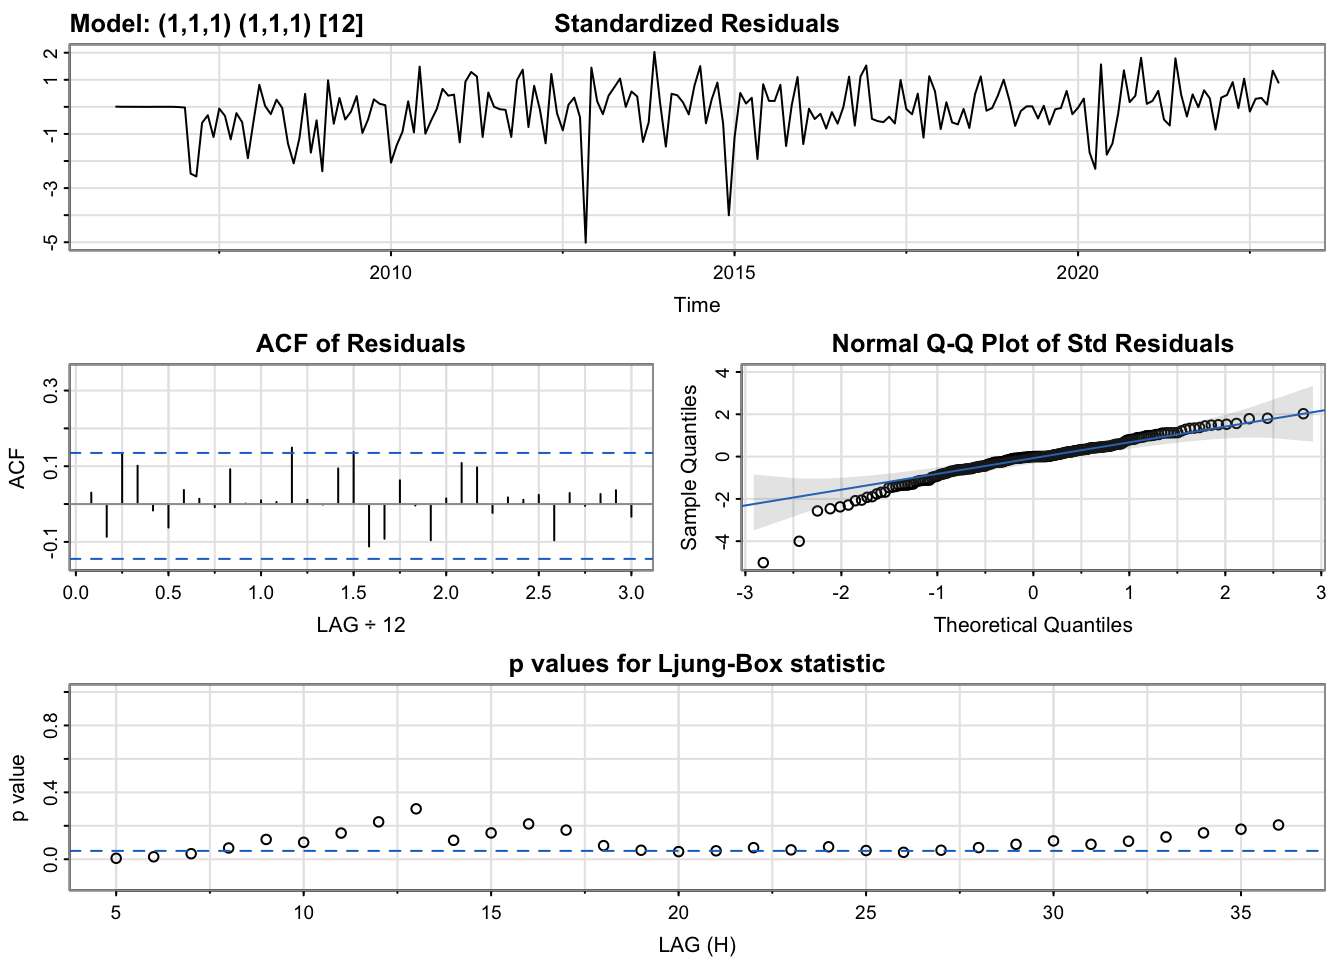 Model: (1,1,1) (1,1,1) [12]
Standardized Residuals
2
1
-1
-3
-5
2010 2015 2020
Time
ACF of Residuals
ACF
0.3
0.1
-0.1
0.0 0.5 1.0 1.5 2.0 2.5 3.0
LAG ÷ 12
Normal Q-Q Plot of Std Residuals
Sample Quantiles
4
2
0
-2
-4
-3 -2 -1 0 1 2 3
Theoretical Quantiles
p values for Ljung-Box statistic
p value
0.8
0.4
0.0
5 10 15 20 25 30 35
LAG (H)